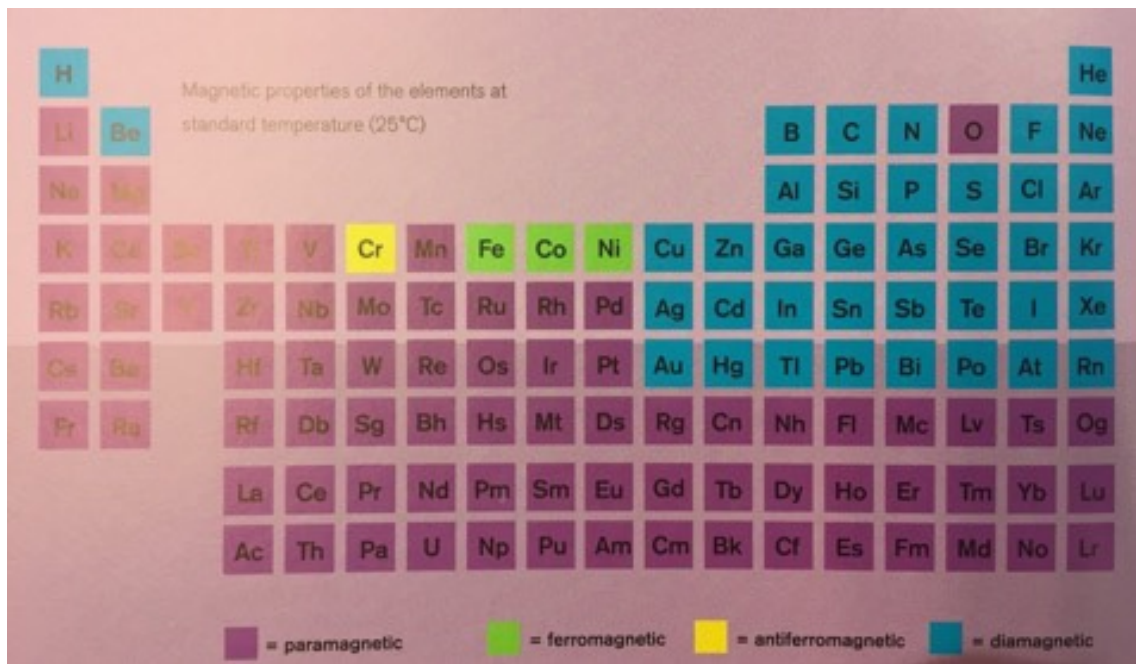 H He
Magnetic properties of the elements at
standard temperature (25°C)
Li Be B C N O F Ne
Na Mg Al Si P S Cl Ar
K Ca Sc Ti V Cr Mn Fe Co Ni Cu Zn Ga Ge As Se Br Kr
Rb Sr Y Zr Nb Mo Tc Ru Rh Pd Ag Cd In Sn Sb Te I Xe
Cs Ba Hf Ta W Re Os Ir Pt Au Hg Tl Pb Bi Po At Rn
Fr Ra Rf Db Sg Bh Hs Mt Ds Rg Cn Nh Fl Mc Lv Ts Og
La Ce Pr Nd Pm Sm Eu Gd Tb Dy Ho Er Tm Yb Lu
Ac Th Pa U Np Pu Am Cm Bk Cf Es Fm Md No Lr
= paramagnetic = ferromagnetic = antiferromagnetic = diamagnetic